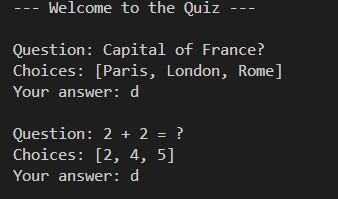 --- Welcome to the Quiz ---
Question: Capital of France?
Choices: [Paris, London, Rome]
Your answer: d
Question: 2 + 2 = ?
Choices: [2, 4, 5]
Your answer: d